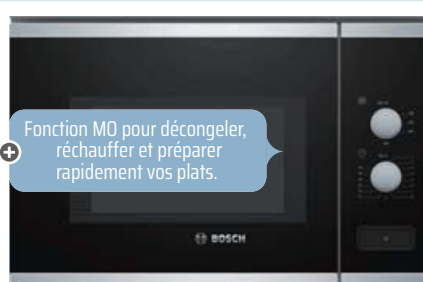 Fonction MO pour décongeler,
réchauffer et préparer
rapidement vos plats.
BOSCH